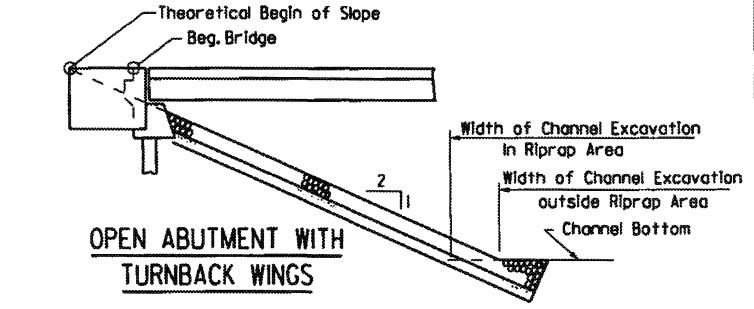 Theoretical Begin of Slope
Beg. Bridge
Width of Channel Excavation
In Riprap Area
2
1
Width of Channel Excavation
outside Riprap Area
Channel Bottom
OPEN ABUTMENT WITH
TURNBACK WINGS